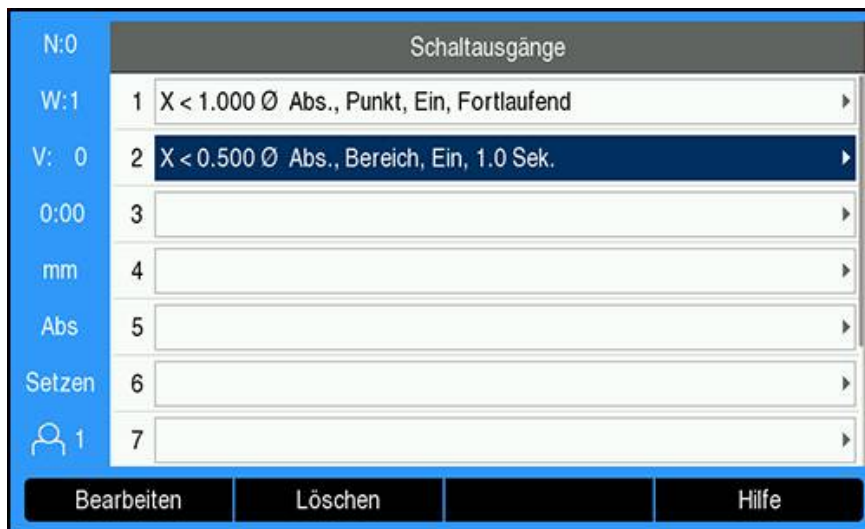 N:0
Schaltausgänge
W:1
1 X < 1.000 Ø Abs., Punkt, Ein, Fortlaufend
V: 0
2 X < 0.500 Ø Abs., Bereich, Ein, 1.0 Sek.
0:00
3
mm
4
Abs
5
Setzen
6
1
7
Bearbeiten
Löschen
Hilfe